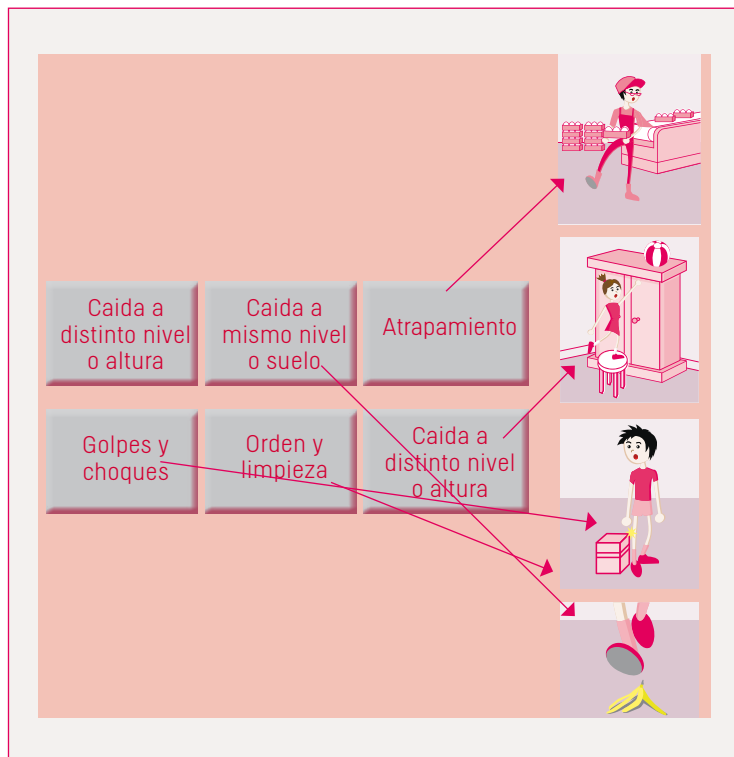 Caida a
distinto nivel
o altura
Caida a
mismo nivel
o suelo
Atrapamiento
Golpes y
choques
Orden y
limpieza
Caida a
distinto nivel
o altura